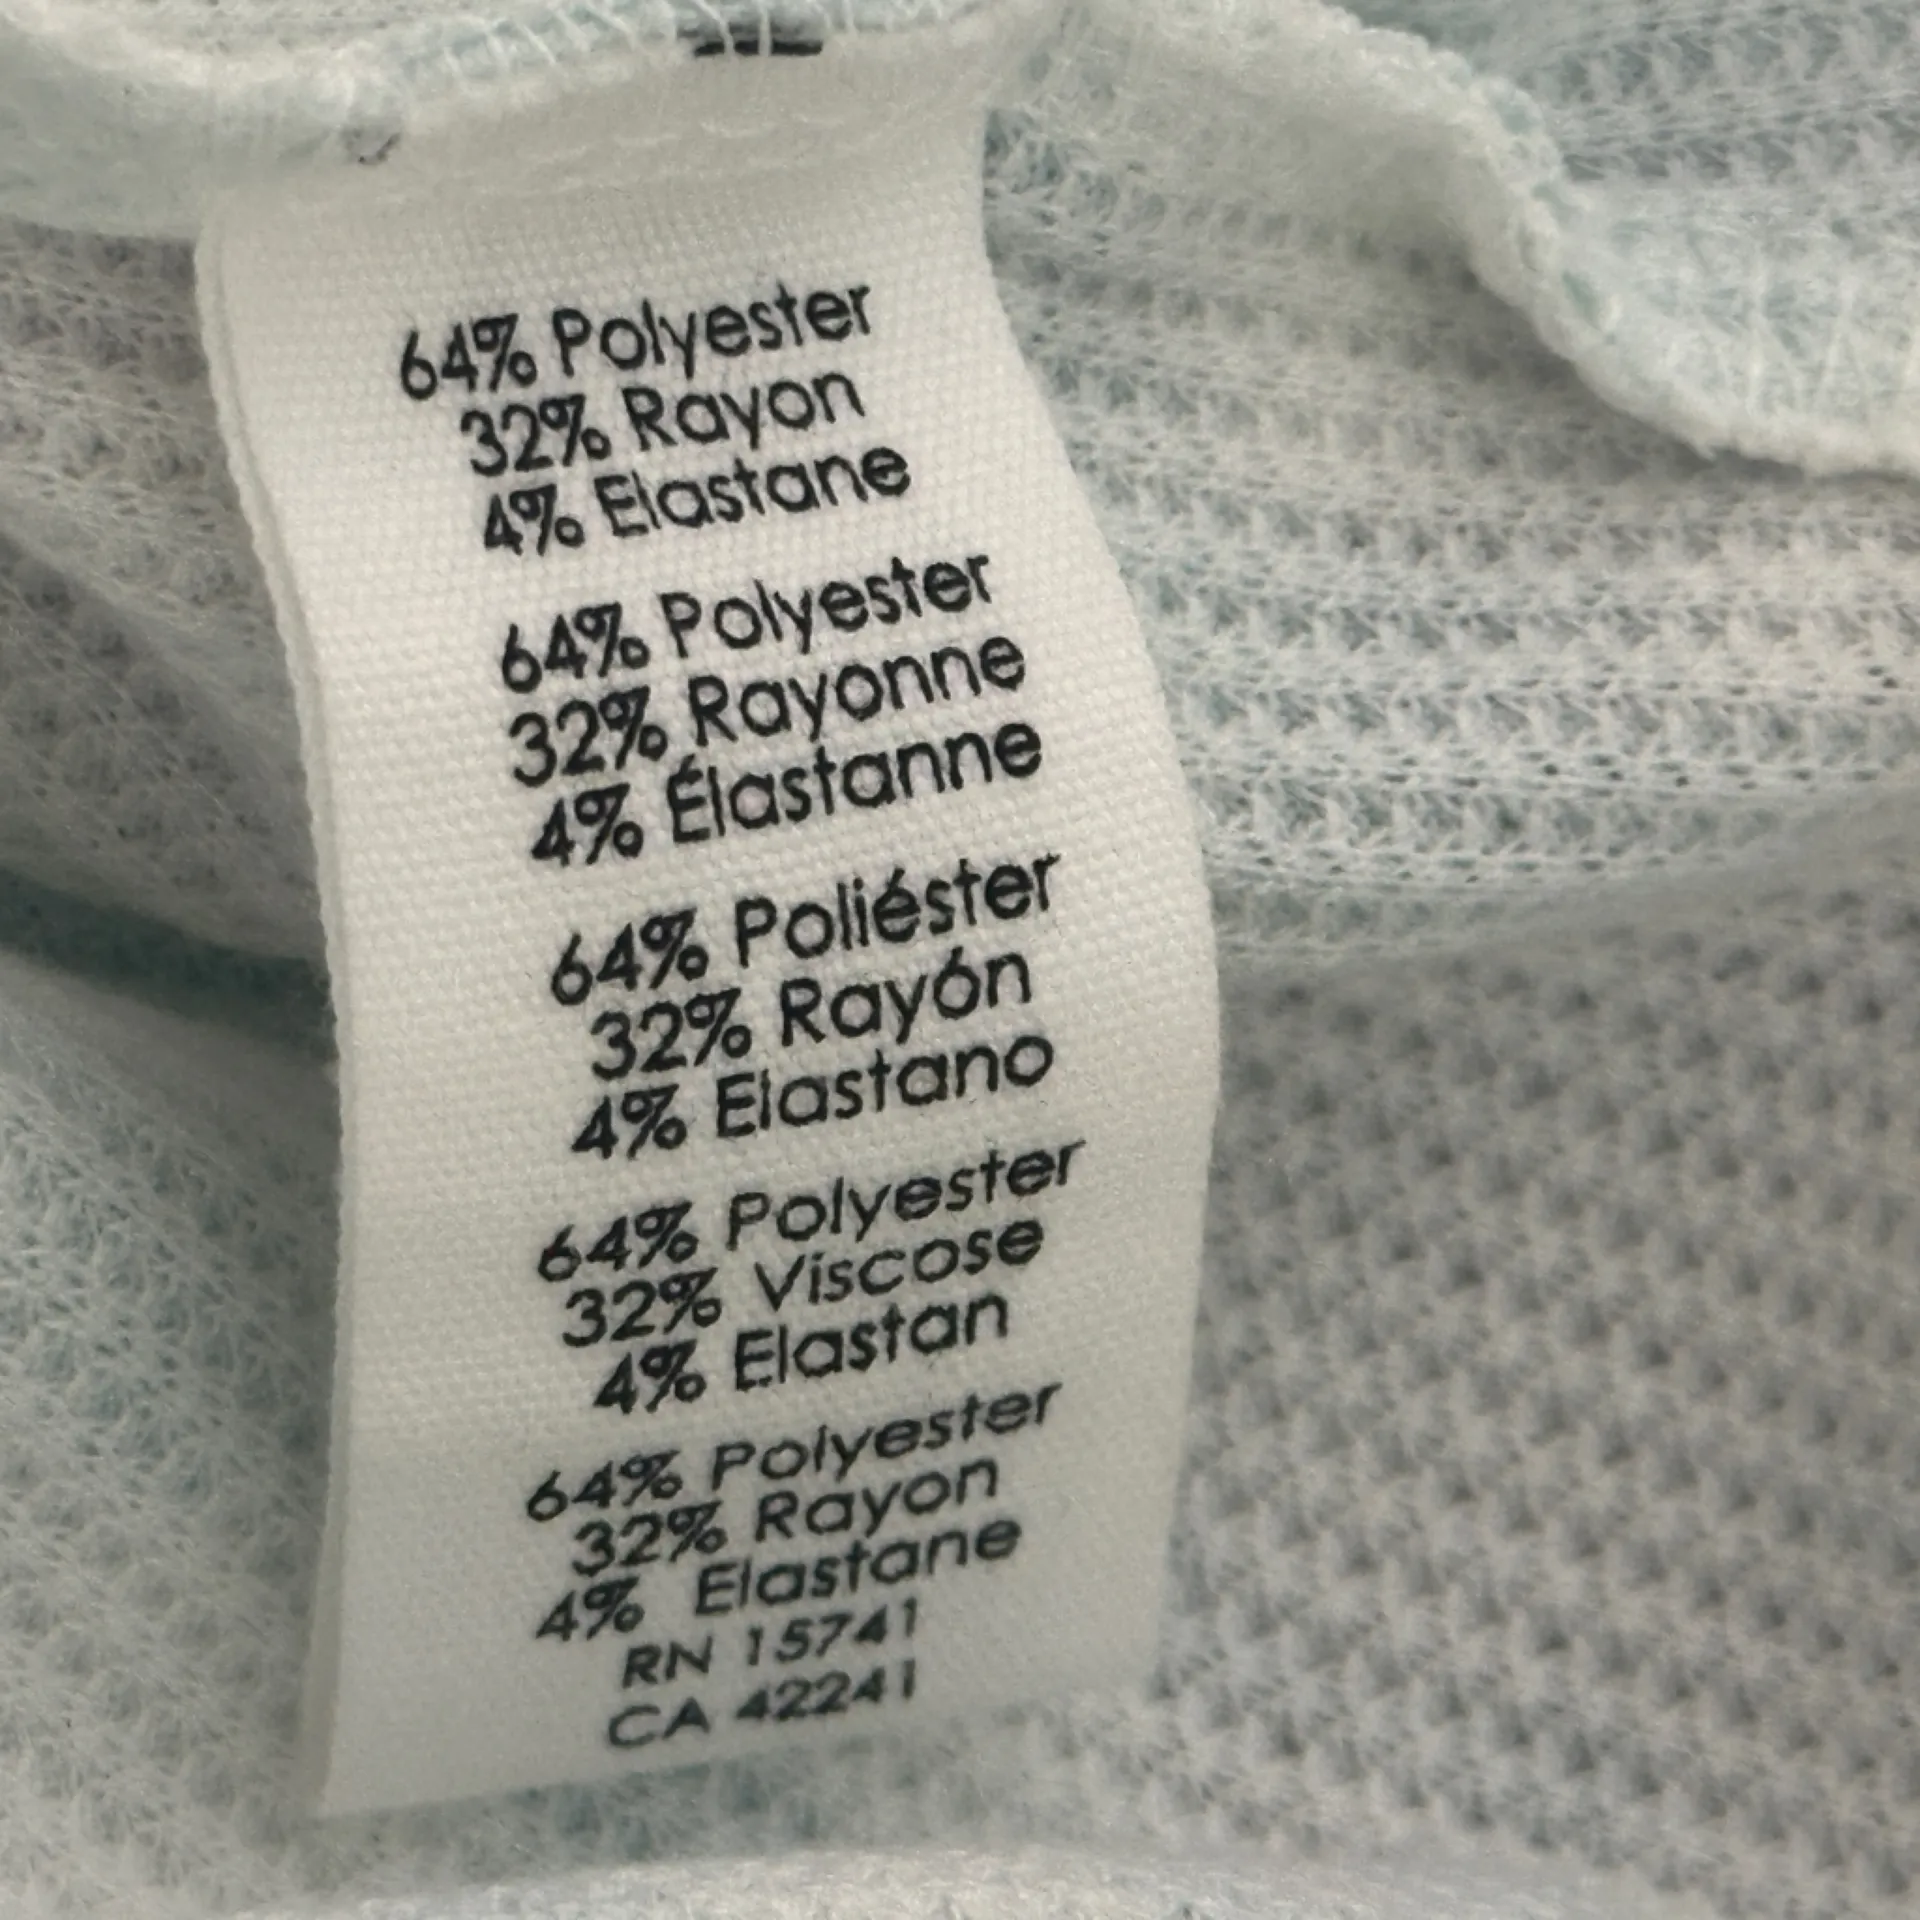 64% Polyester
32% Rayon
4% Elastane
64% Polyester
32% Rayonne
4% Élastanne
64% Poliéster
32% Rayón
4% Elastano
64% Polyester
32% Viscose
4% Elastan
64% Polyester
32% Rayon
4% Elastane
RN 15741
CA 42241